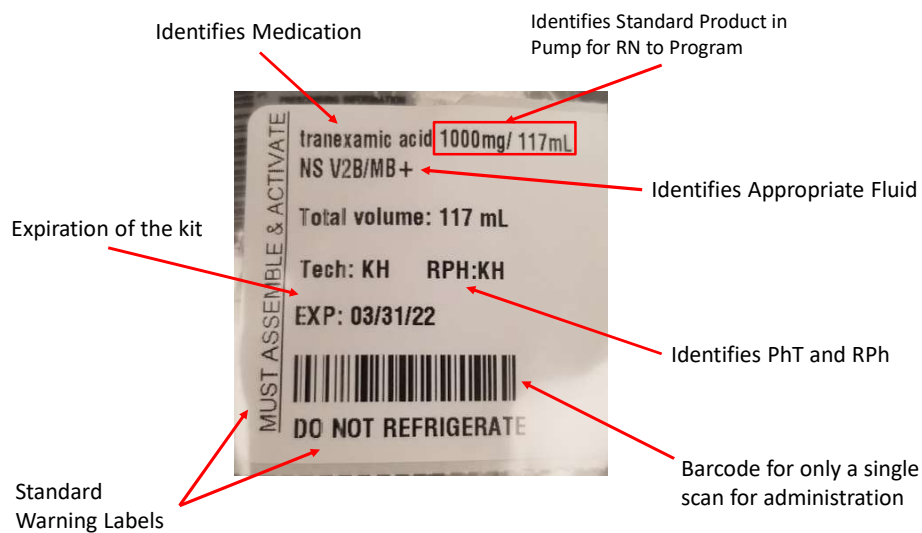 Identifies Medication
Identifies Standard Product in
Pump for RN to Program
MUST ASSEMBLE & ACTIVATE
tranexamic acid 1000mg/ 117mL
NS V2B/MB+
Identifies Appropriate Fluid
Total volume: 117 mL
Expiration of the kit
Tech: KH RPH:KH
EXP: 03/31/22
Identifies PhT and RPh
DO NOT REFRIGERATE
Barcode for only a single
scan for administration
Standard
Warning Labels